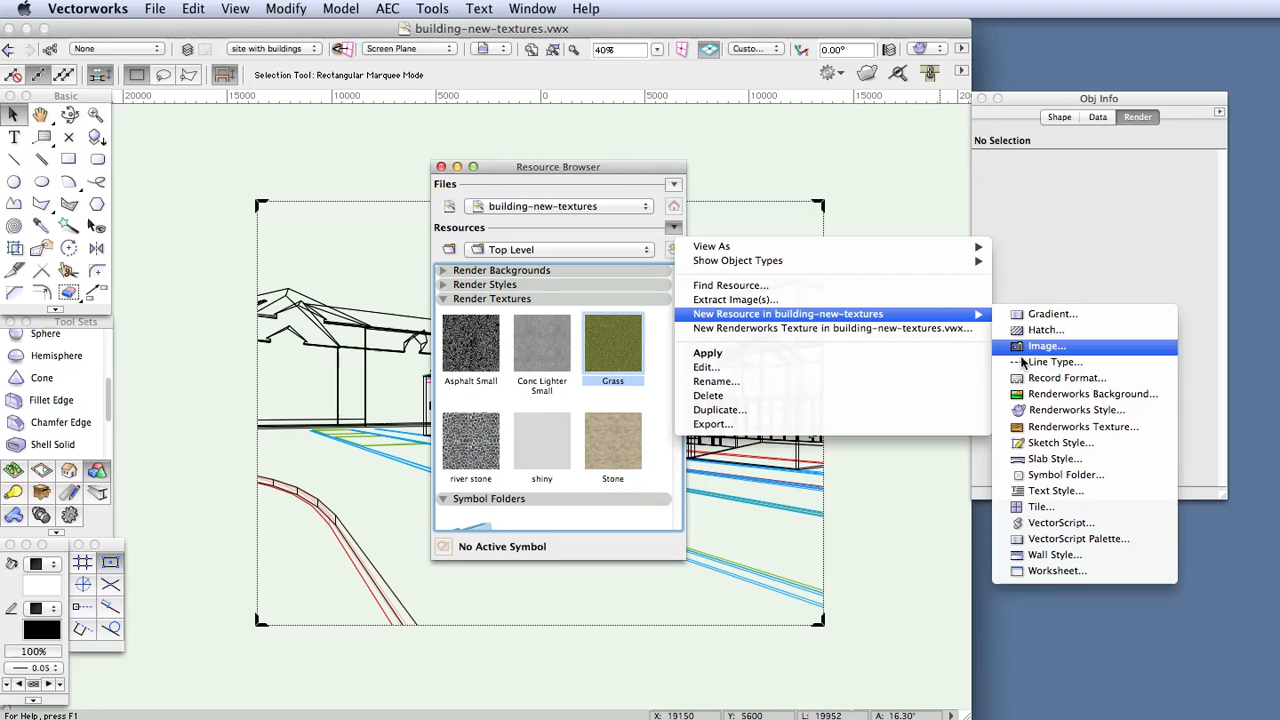 Vectorworks File Edit View Modify Model AEC Tools Text Window Help
building-new-textures.vwx
None site with buildings Screen Plane 40% Custo... 0.00°
Selection Tool: Rectangular Marquee Mode
Basic
20000 15000 10000 5000 0 5000 10000 15000 20
Obj Info
Shape Data Render
No Selection
Resource Browser
Files
building-new-textures
Resources
Top Level
Render Backgrounds
Render Styles
Render Textures
Asphalt Small
Conc Lighter Small
Grass
river stone
shiny
Stone
Symbol Folders
No Active Symbol
View As
Show Object Types
Find Resource...
Extract Image(s)...
New Resource in building-new-textures
New Renderworks Texture in building-new-textures.vwx...
Apply
Edit...
Rename...
Delete
Duplicate...
Export...
Gradient...
Hatch...
Image...
Line Type...
Record Format...
Renderworks Background...
Renderworks Style...
Renderworks Texture...
Sketch Style...
Slab Style...
Symbol Folder...
Text Style...
Tile...
VectorScript...
VectorScript Palette...
Wall Style...
Worksheet...
Tool Sets
Sphere
Hemisphere
Cone
Fillet Edge
Chamfer Edge
Shell Solid
100%
0.05
For Help, press F1
X: 19150 Y: 5600 L: 19952 A: 16.30°